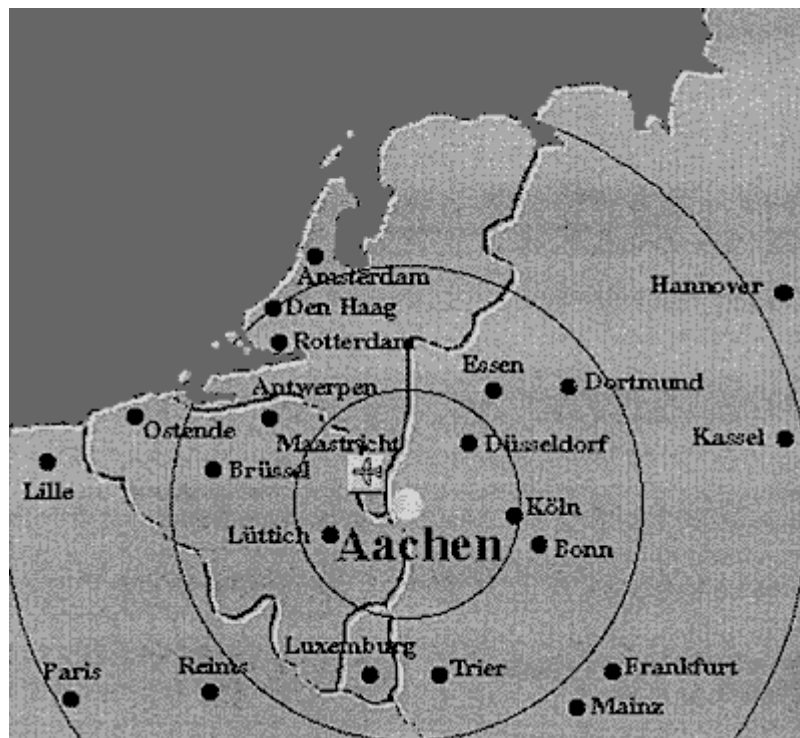 Amsterdam
Hannover
Den Haag
Rotterdam
Essen
Dortmund
Antwerpen
Ostende
Maastricht
Düsseldorf
Kassel
Brüssel
Lille
Köln
Lüttich
Aachen
Bonn
Luxemburg
Paris
Reims
Trier
Frankfurt
Mainz